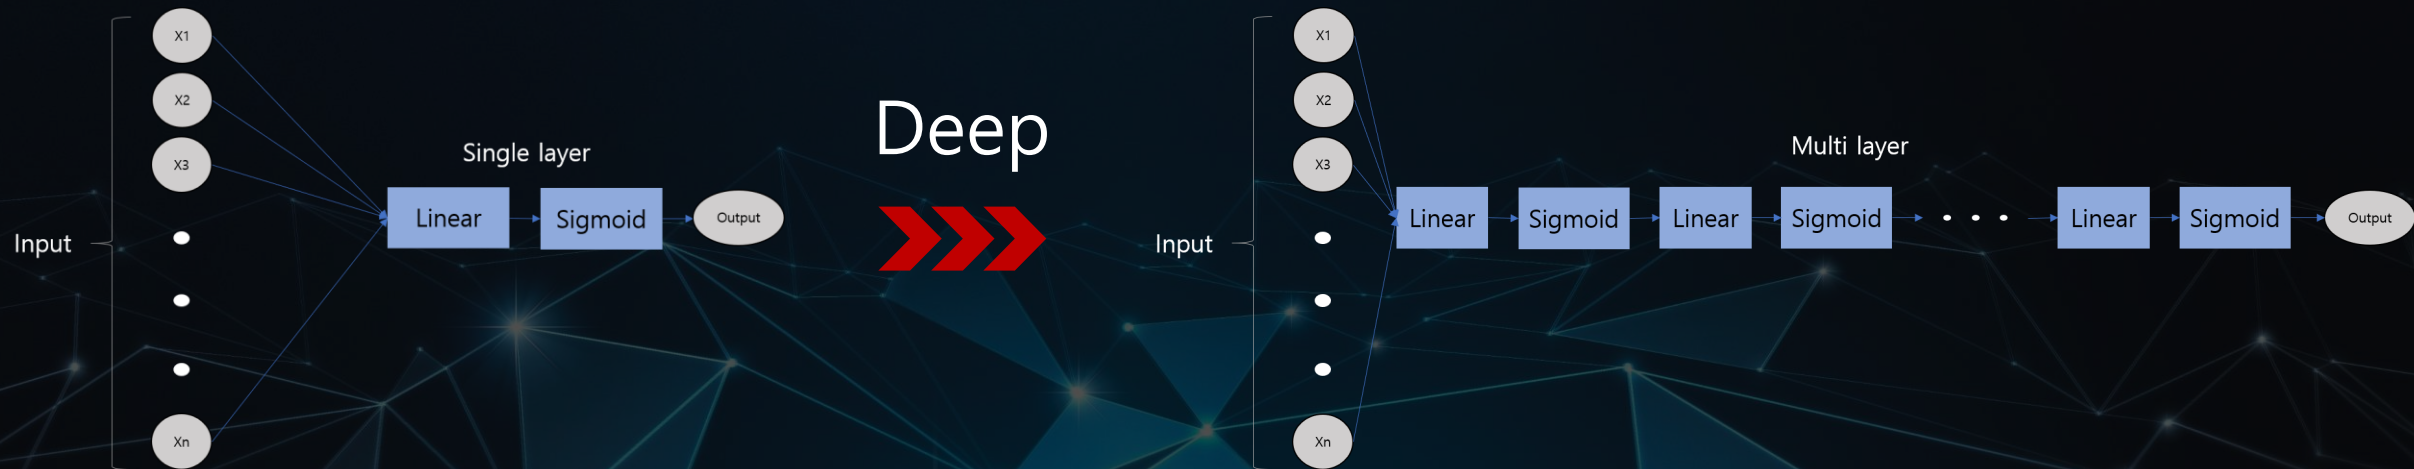 Input
X1
X2
X3
Xn
Single layer
Linear
Sigmoid
Output
Deep
Input
X1
X2
X3
Xn
Multi layer
Linear
Sigmoid
Linear
Sigmoid
Linear
Sigmoid
Output